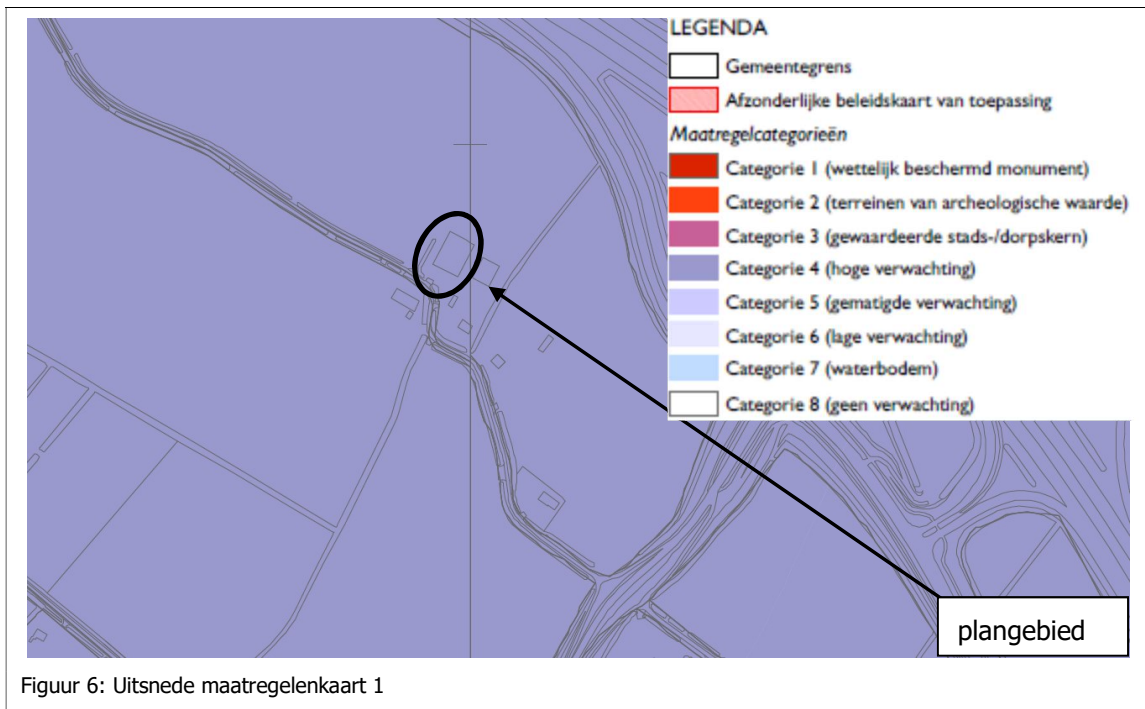 LEGENDA
Gemeentegrens
Afzonderlijke beleidskaart van toepassing
Maatregelcategorieën
Categorie 1 (wettelijk beschermd monument)
Categorie 2 (terreinen van archeologische waarde)
Categorie 3 (gewaardeerde stads-/dorpskern)
Categorie 4 (hoge verwachting)
Categorie 5 (gematigde verwachting)
Categorie 6 (lage verwachting)
Categorie 7 (waterbodem)
Categorie 8 (geen verwachting)
plangebied
Figuur 6: Uitsnede maatregelenkaart 1